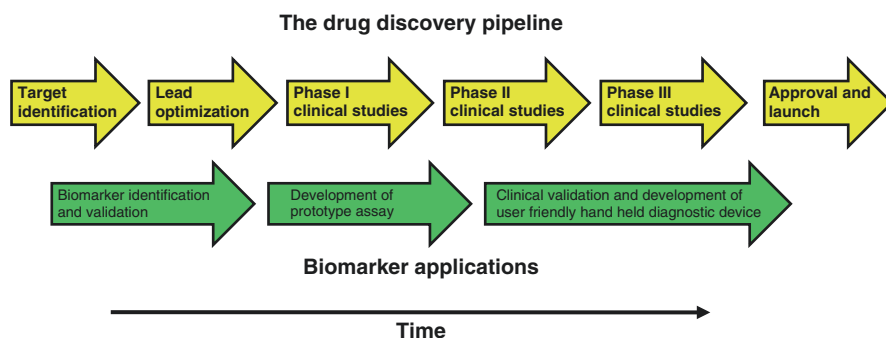 The drug discovery pipeline
Target
identification
Lead
optimization
Phase I
clinical studies
Phase II
clinical studies
Phase III
clinical studies
Approval and
launch
Biomarker identification
and validation
Development of
prototype assay
Clinical validation and development of
user friendly hand held diagnostic device
Biomarker applications
Time